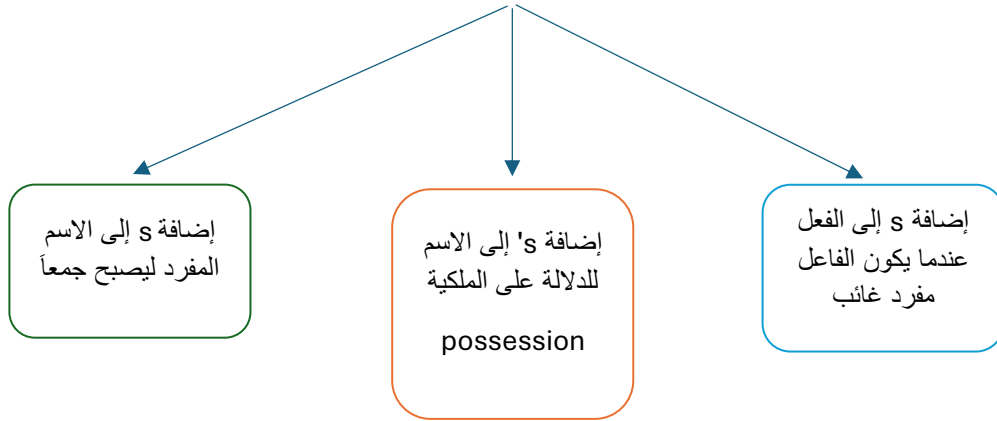 إضافة s إلى الفعل
عندما يكون الفاعل
مفرد غائب
إضافة s' إلى الاسم
للدلالة على الملكية
possession
إضافة s إلى الاسم
المفرد ليصبح جمعاَ